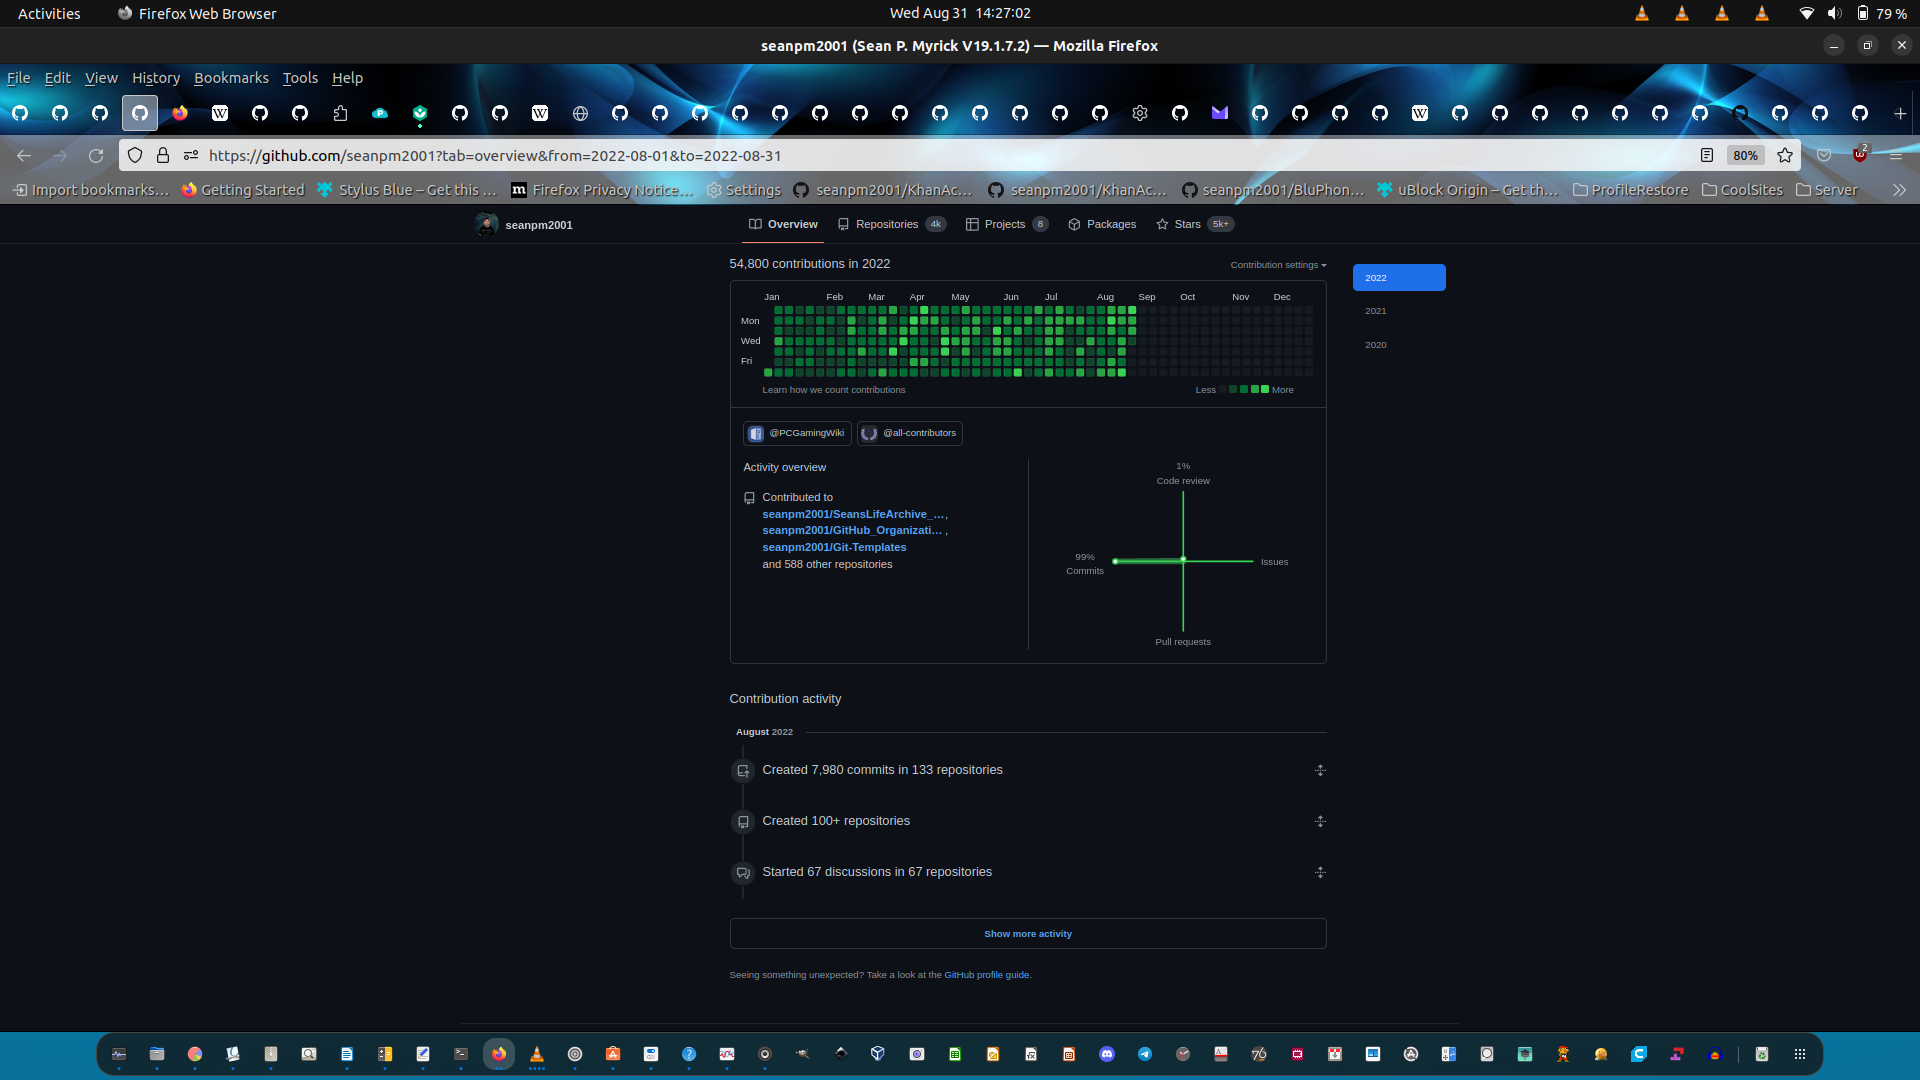 Activities Firefox Web Browser Wed Aug 31 14:27:02 79 %
seanpm2001 (Sean P. Myrick V19.1.7.2) — Mozilla Firefox
File Edit View History Bookmarks Tools Help
https://github.com/seanpm2001?tab=overview&from=2022-08-01&to=2022-08-31 80% 2
Import bookmarks… Getting Started Stylus Blue – Get this … Firefox Privacy Notice… Settings seanpm2001/KhanAc… seanpm2001/KhanAc… seanpm2001/BluPhon… uBlock Origin – Get th… ProfileRestore CoolSites Server
seanpm2001 Overview Repositories 4k Projects 8 Packages Stars 5k+
54,800 contributions in 2022 Contribution settings
2022
2021
2020
Jan Feb Mar Apr May Jun Jul Aug Sep Oct Nov Dec
Mon
Wed
Fri
Learn how we count contributions Less More
@PCGamingWiki @all-contributors
Activity overview
Contributed to
seanpm2001/SeansLifeArchive_…,
seanpm2001/GitHub_Organizati… ,
seanpm2001/Git-Templates
and 588 other repositories
1%
Code review
99%
Commits
Issues
Pull requests
Contribution activity
August 2022
Created 7,980 commits in 133 repositories
Created 100+ repositories
Started 67 discussions in 67 repositories
Show more activity
Seeing something unexpected? Take a look at the GitHub profile guide.